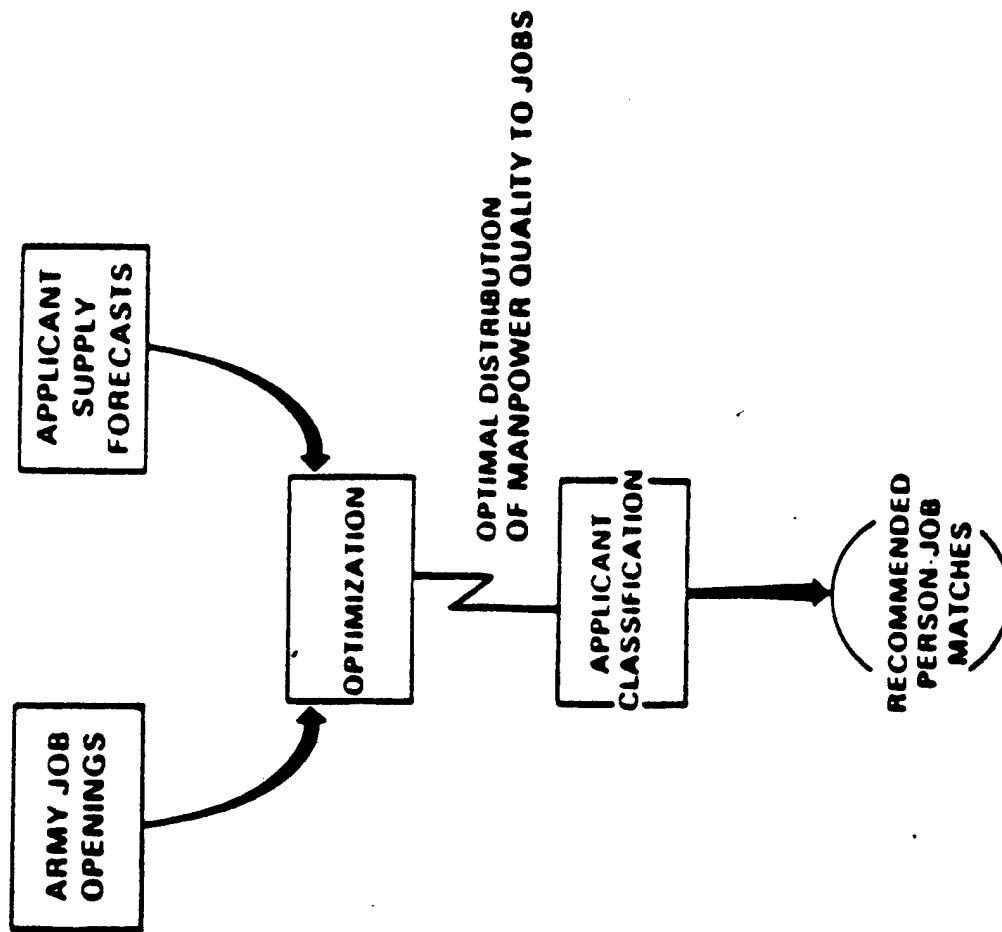 ARMY JOB
OPENINGS
APPLICANT
SUPPLY
FORECASTS
OPTIMIZATION
OPTIMAL DISTRIBUTION
OF MANPOWER QUALITY TO JOBS
APPLICANT
CLASSIFICATION
RECOMMENDED
PERSON-JOB
MATCHES